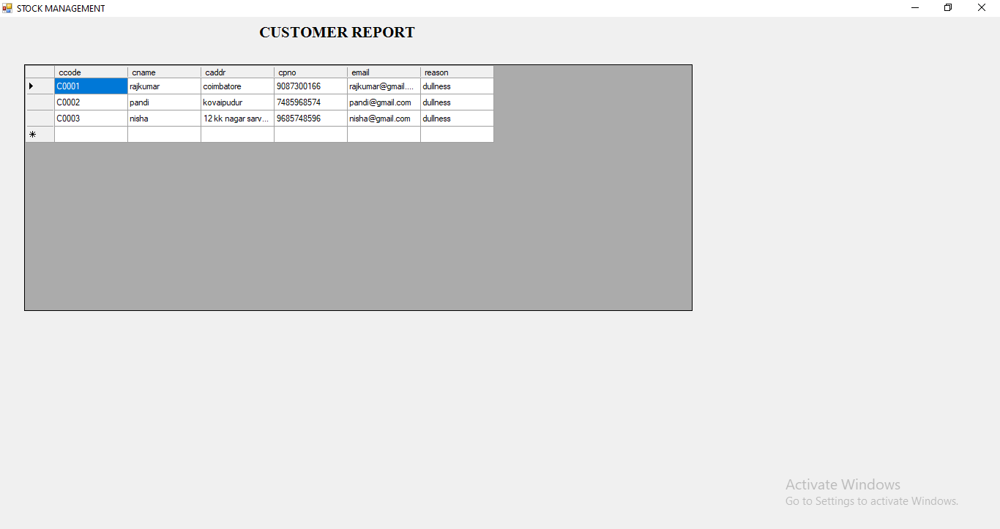 STOCK MANAGEMENT
CUSTOMER REPORT
ccode cname caddr cpno email reason
C0001 rajkumar coimbatore 9087300166 rajkumar@gmail.... dullness
C0002 pandi kovaipudur 7485968574 pandi@gmail.com dullness
C0003 nisha 12 kk nagar sarv... 9685748596 nisha@gmail.com dullness
Activate Windows
Go to Settings to activate Windows.